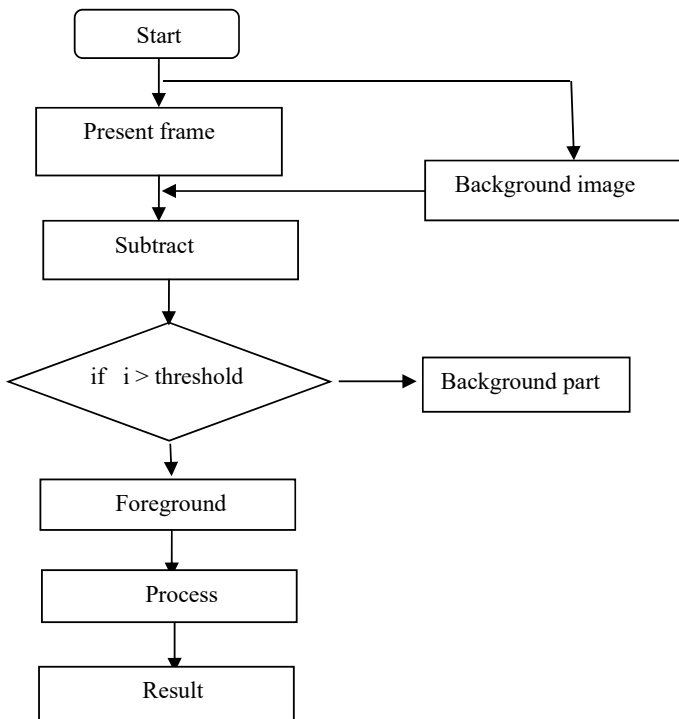 Start
Present frame
Background image
Subtract
if i > threshold
Background part
Foreground
Process
Result